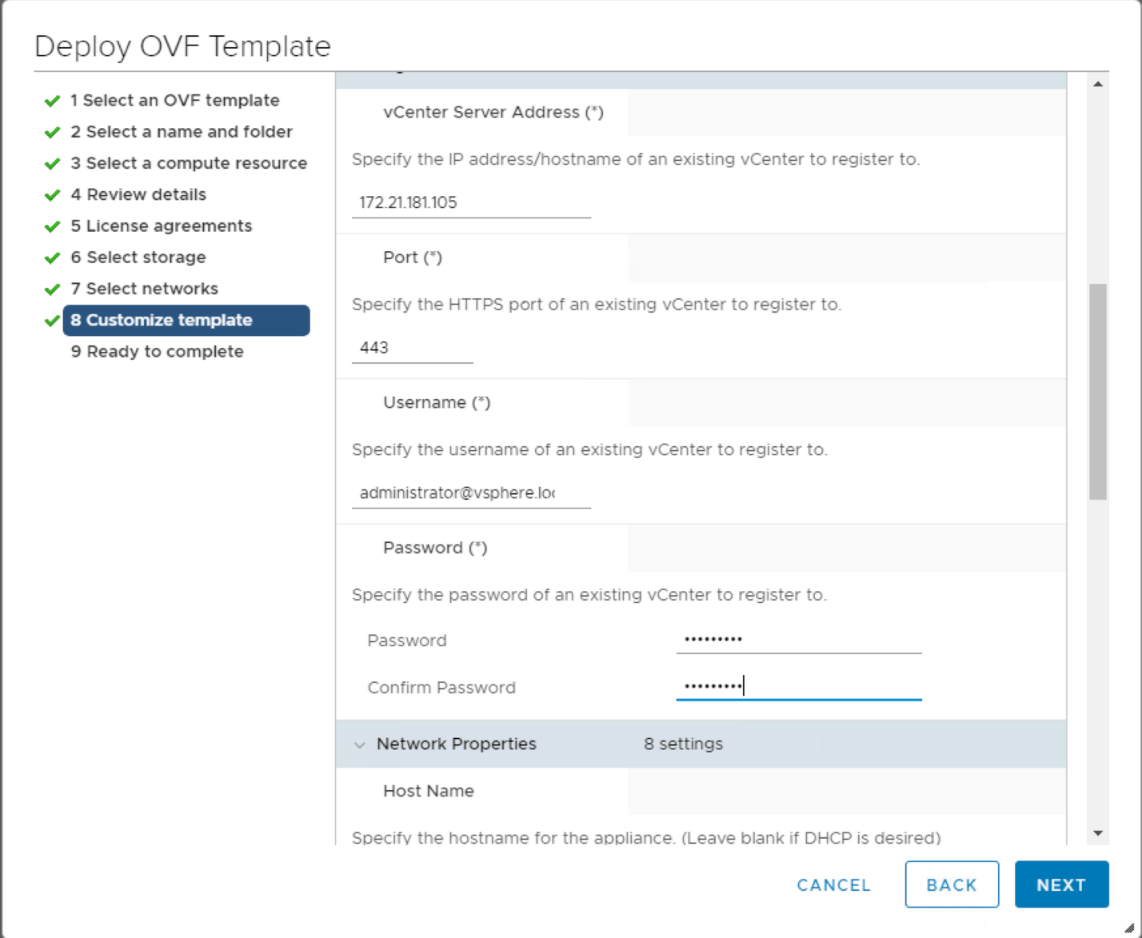 Deploy OVF Template
1 Select an OVF template
2 Select a name and folder
3 Select a compute resource
4 Review details
5 License agreements
6 Select storage
7 Select networks
8 Customize template
9 Ready to complete
vCenter Server Address (*)
Specify the IP address/hostname of an existing vCenter to register to.
172.21.181.105
Port (*)
Specify the HTTPS port of an existing vCenter to register to.
443
Username (*)
Specify the username of an existing vCenter to register to.
administrator@vsphere.loc
Password (*)
Specify the password of an existing vCenter to register to.
Password •••••••••
Confirm Password •••••••••
Network Properties 8 settings
Host Name
Specify the hostname for the appliance. (Leave blank if DHCP is desired)
CANCEL BACK NEXT